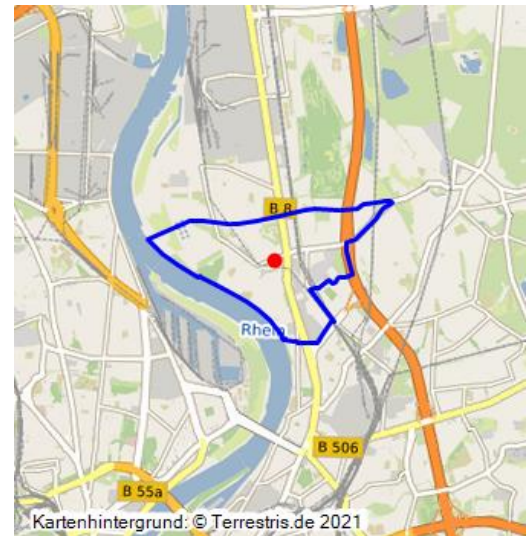 B 8
Rhein
B 506
B 55a
Kartenhintergrund: © Terrestris.de 2021